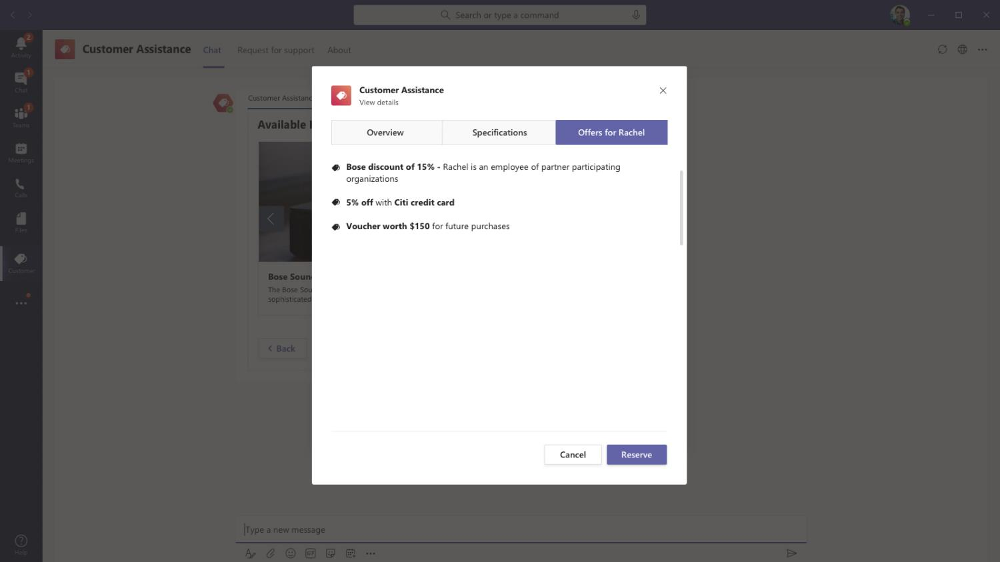 Search or type a command
2
Activity
1
Chat
1
Teams
Meetings
Calls
Files
Customer
Help
Customer Assistance
Chat
Request for support
About
Customer Assistance
Available
Bose Soun
The Bose Sou
sophisticated
Back
Customer Assistance
View details
Overview
Specifications
Offers for Rachel
Bose discount of 15% - Rachel is an employee of partner participating
organizations
5% off with Citi credit card
Voucher worth $150 for future purchases
Cancel
Reserve
Type a new message
GIF